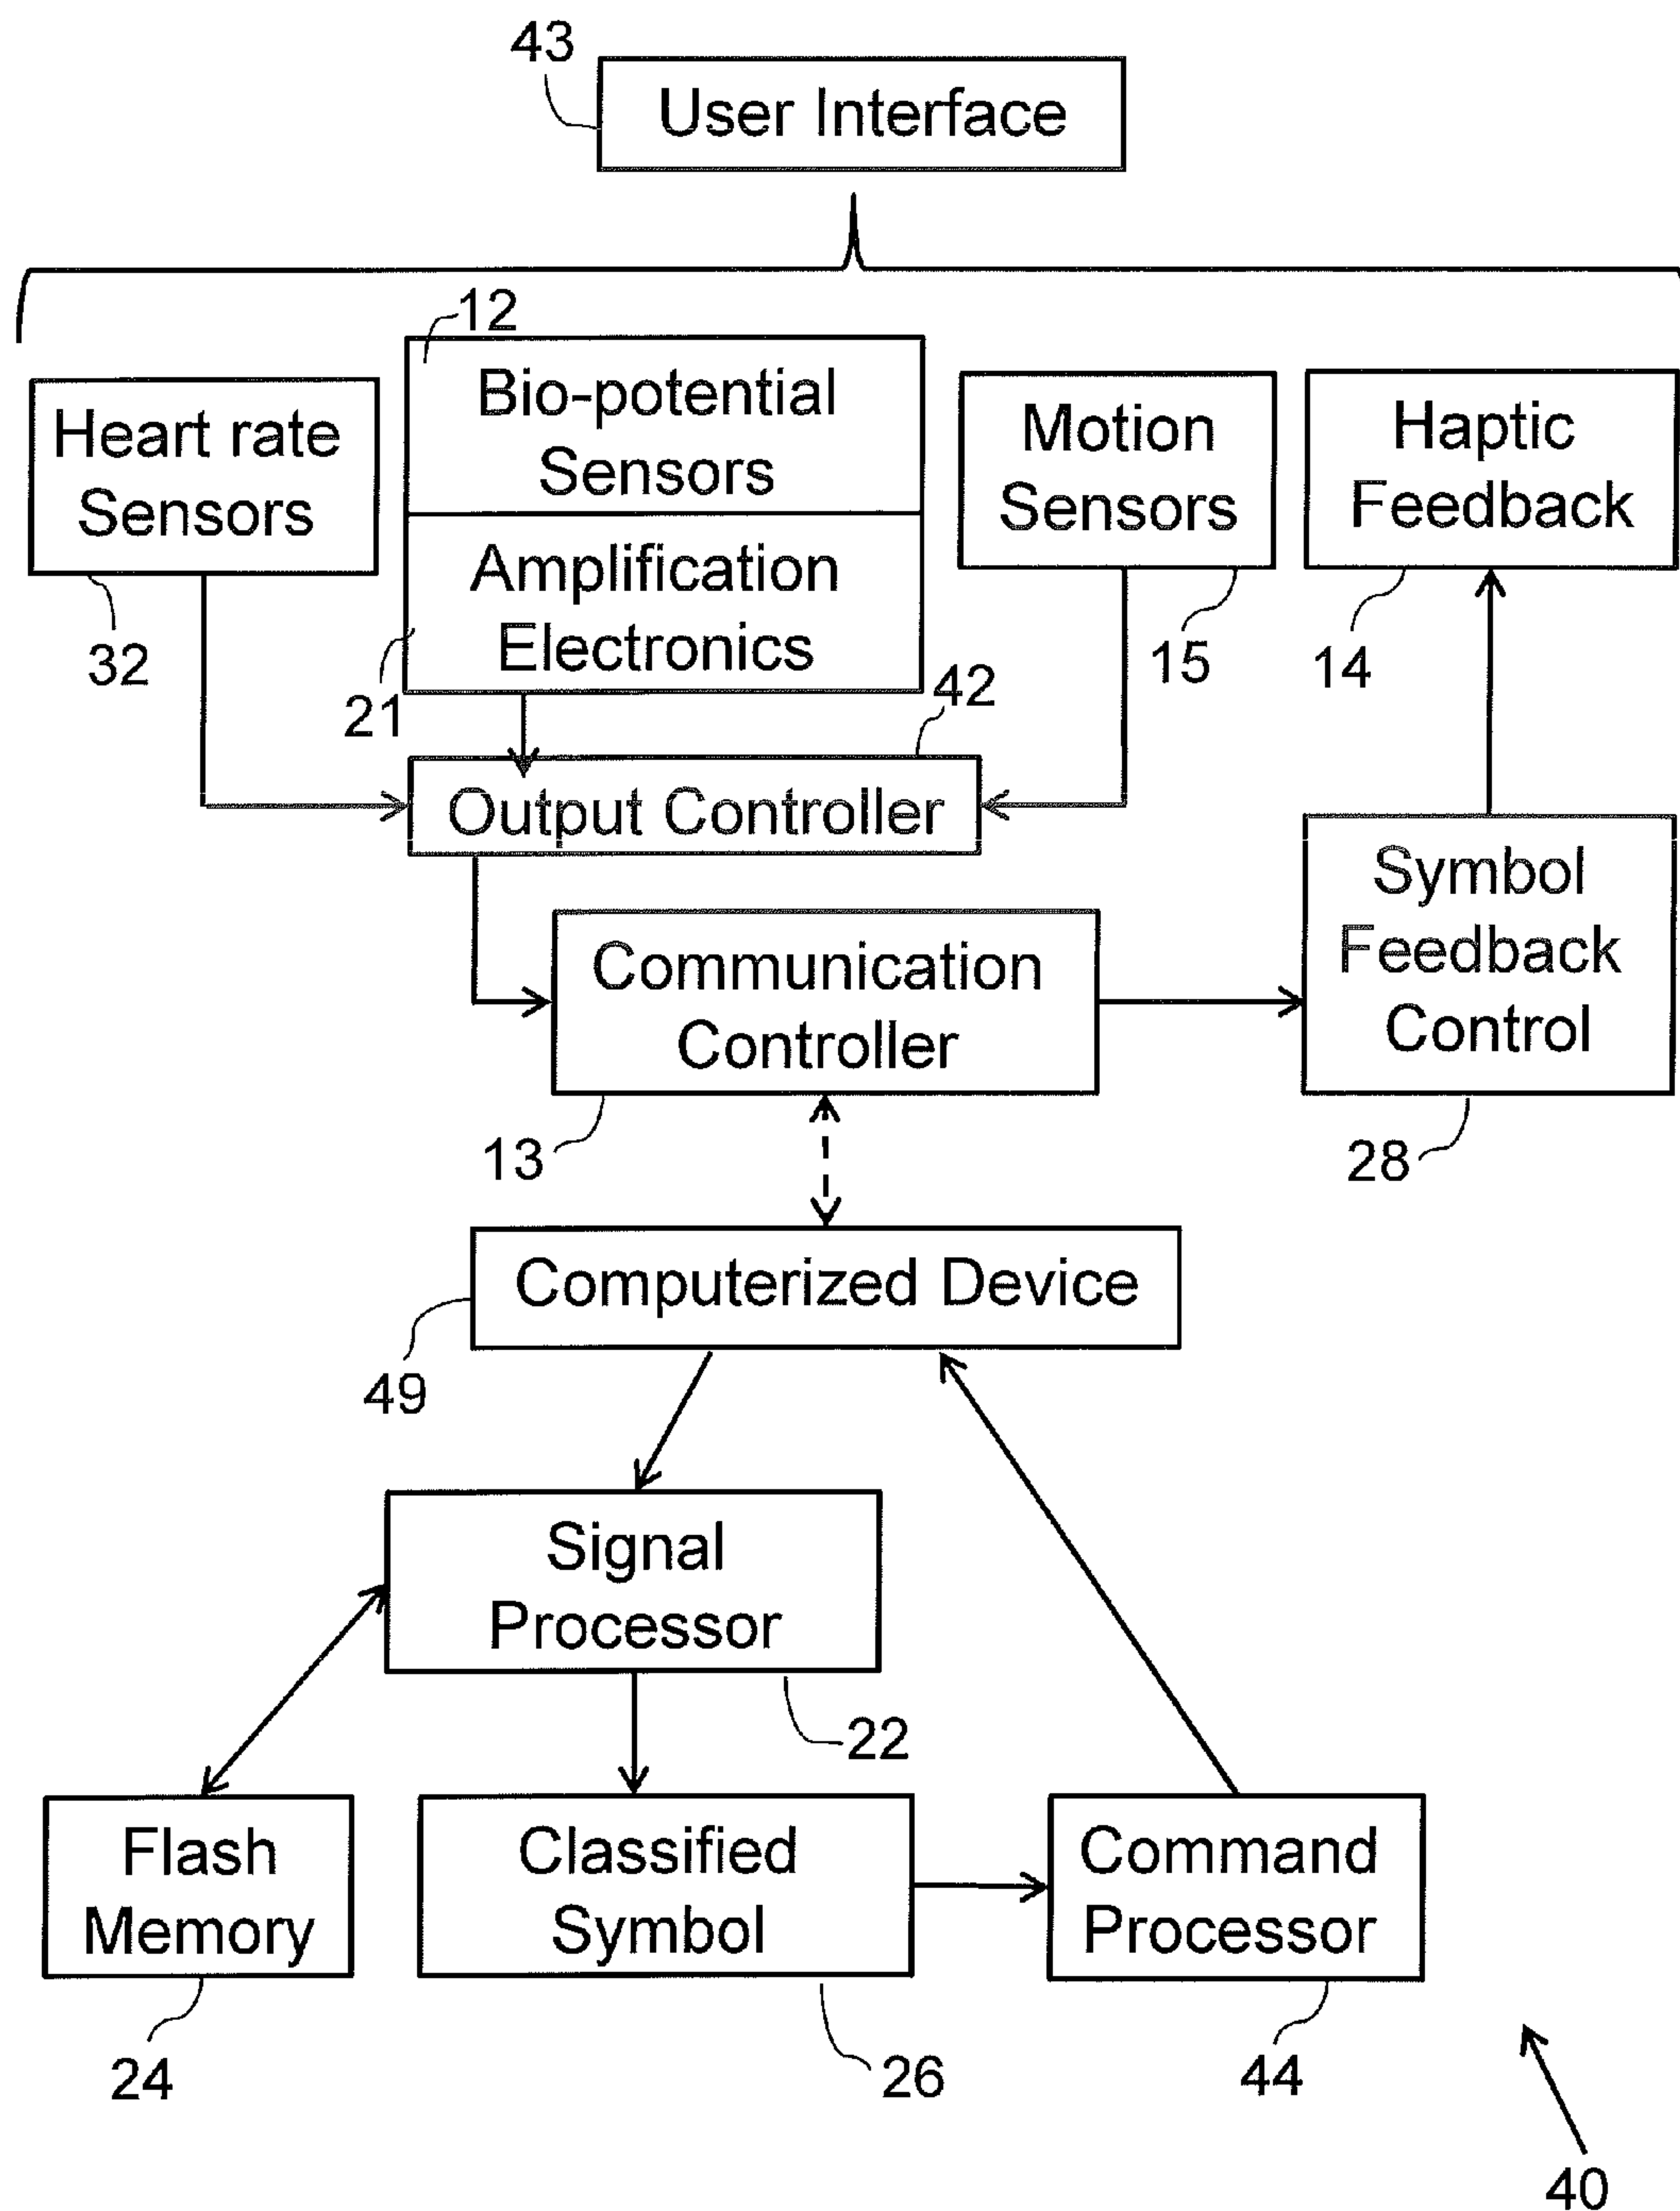 43
User Interface
12
Heart rate
Sensors
32
Bio-potential
Sensors
Amplification
Electronics
21
Motion
Sensors
15
Haptic
Feedback
14
42
Output Controller
Communication
Controller
13
Symbol
Feedback
Control
28
Computerized Device
49
Signal
Processor
22
Flash
Memory
24
Classified
Symbol
26
Command
Processor
44
40